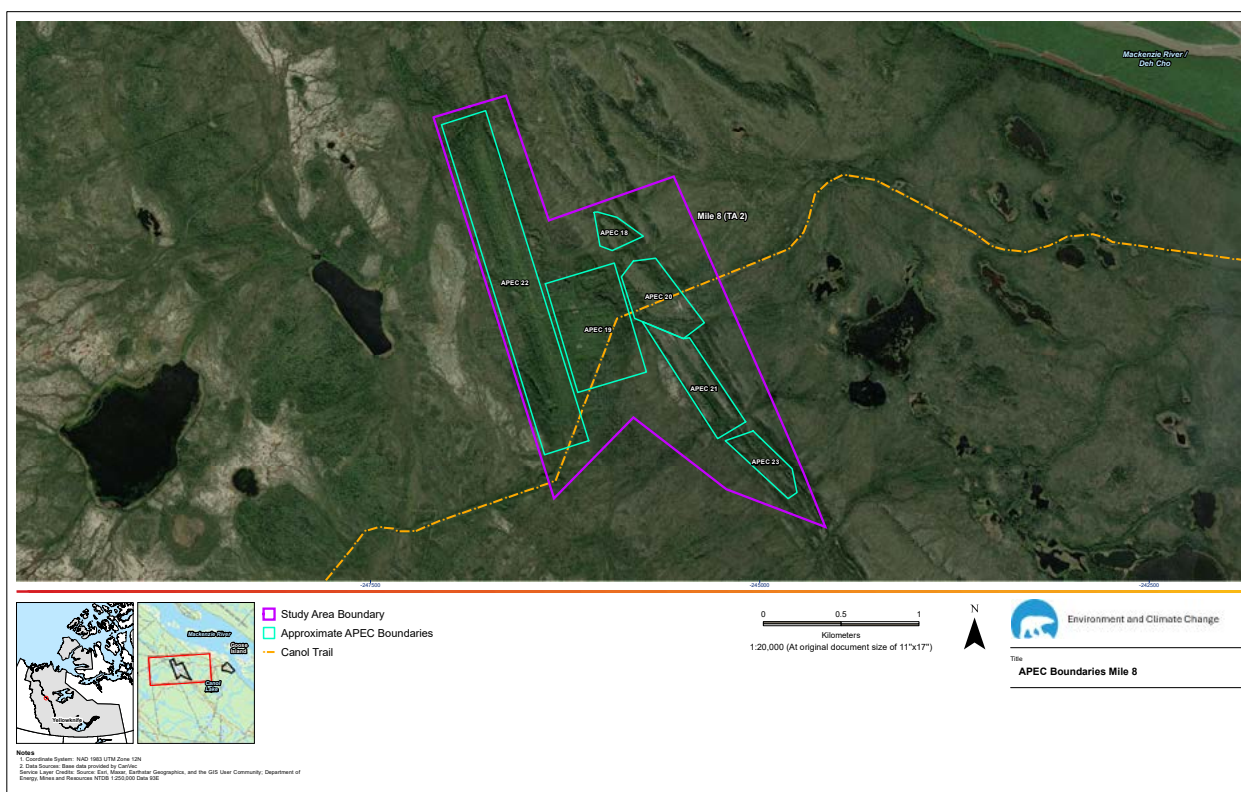 Mackenzie River /
Deh Cho
Mile 8 (TA 2)
APEC 18
APEC 22
APEC 20
APEC 19
APEC 21
APEC 23
-247500
-245000
-242500
Mackenzie River
Goose
Island
Canol
Lake
Yellowknife
Study Area Boundary
Approximate APEC Boundaries
Canol Trail
0
0.5
1
Kilometers
1:20,000 (At original document size of 11"x17")
N
Environment and Climate Change
Title
APEC Boundaries Mile 8
Notes
1. Coordinate System: NAD 1983 UTM Zone 12N
2. Data Sources: Base data provided by CanVec
Service Layer Credits: Source: Esri, Maxar, Earthstar Geographics, and the GIS User Community; Department of
Energy, Mines and Resources NTDB 1:250,000 Data 93E